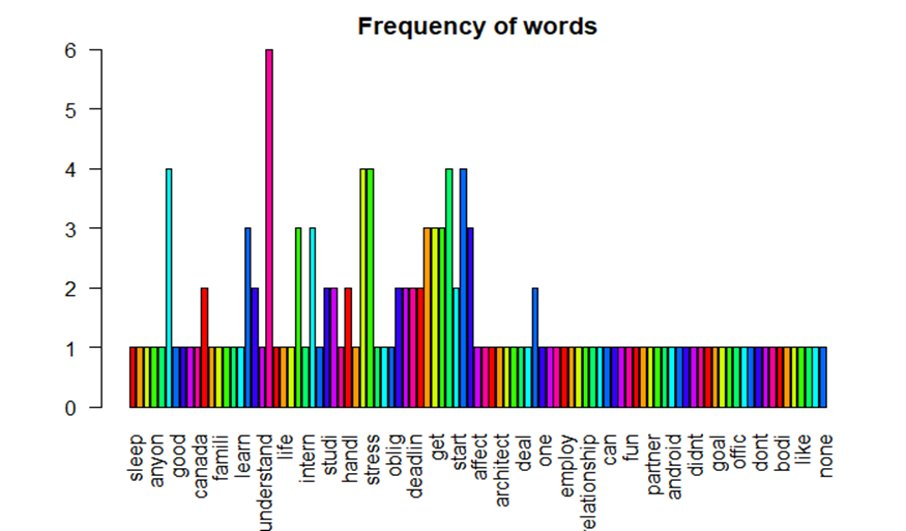 Frequency of words
6
5
4
3
2
1
0
sleep
anyon
good
canada
famili
learn
understand
life
intern
studi
handl
stress
oblig
deadlin
get
start
affect
architect
deal
one
employ
elationship
can
fun
partner
android
didnt
goal
offic
dont
bodi
like
none